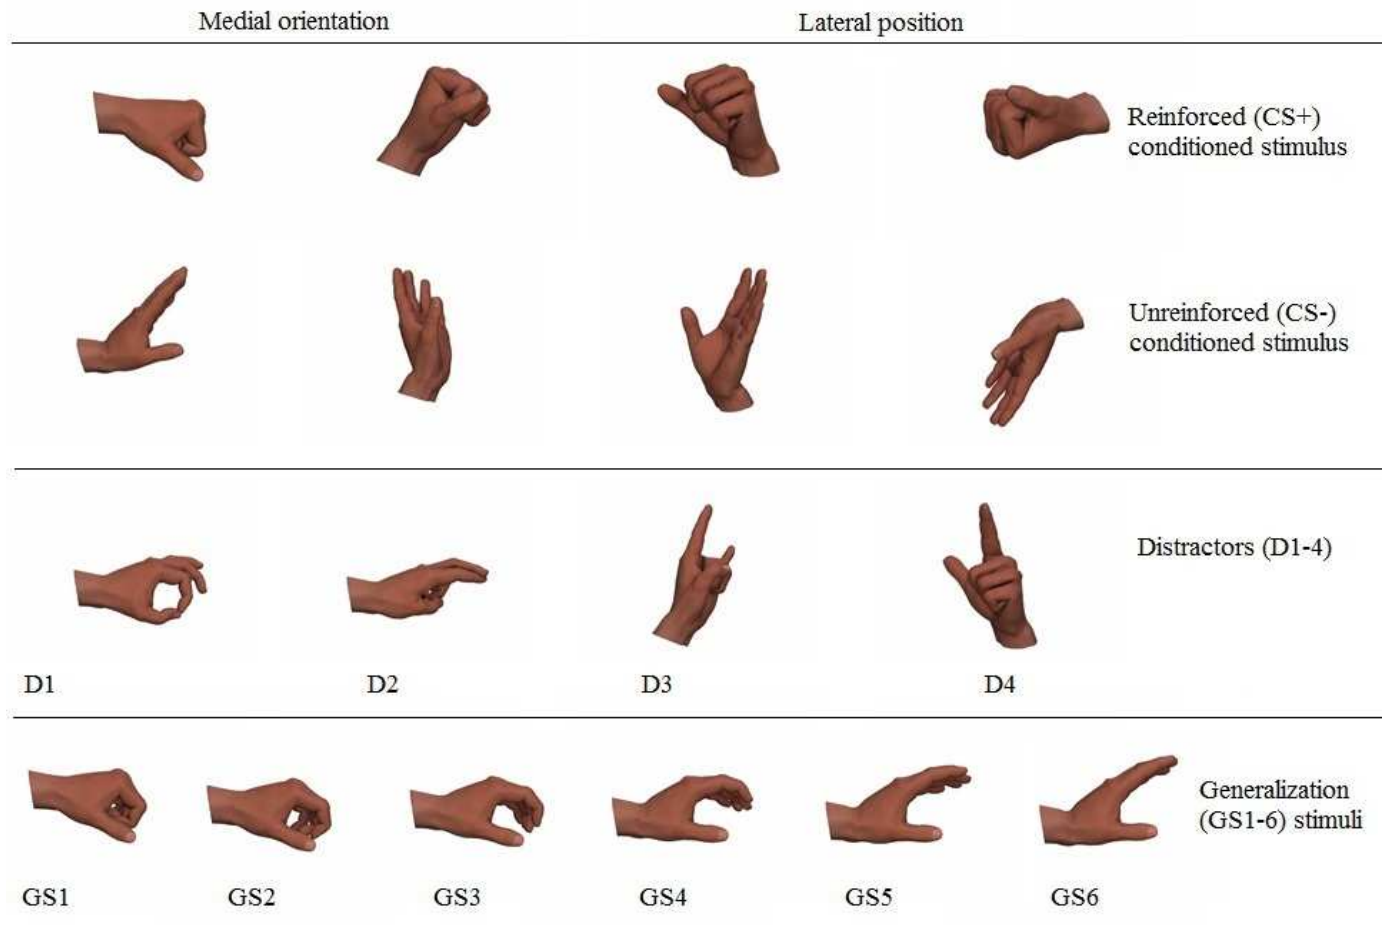 Medial orientation
Lateral position
Reinforced (CS+)
conditioned stimulus
Unreinforced (CS-)
conditioned stimulus
Distractors (D1-4)
D1
D2
D3
D4
Generalization
(GS1-6) stimuli
GS1
GS2
GS3
GS4
GS5
GS6